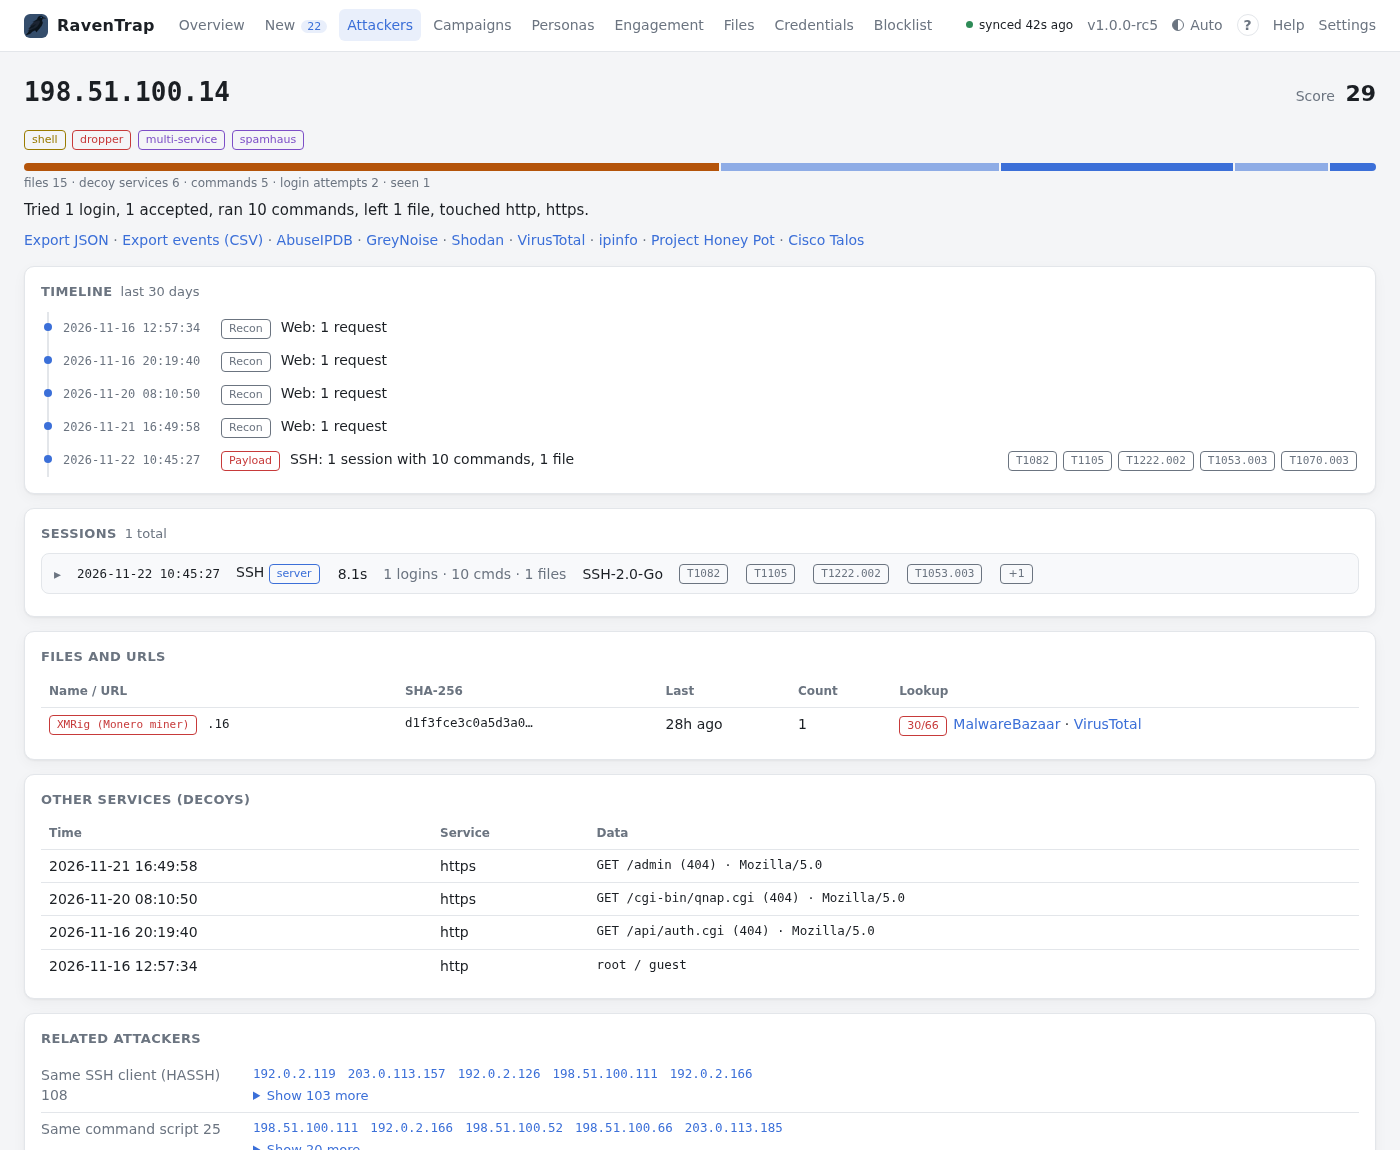 RavenTrap Overview New 22 Attackers Campaigns Personas Engagement Files Credentials Blocklist synced 42s ago v1.0.0-rc5 Auto ? Help Settings
198.51.100.14 Score 29
shell dropper multi-service spamhaus
files 15 · decoy services 6 · commands 5 · login attempts 2 · seen 1
Tried 1 login, 1 accepted, ran 10 commands, left 1 file, touched http, https.
Export JSON · Export events (CSV) · AbuseIPDB · GreyNoise · Shodan · VirusTotal · ipinfo · Project Honey Pot · Cisco Talos
TIMELINE last 30 days
2026-11-16 12:57:34 Recon Web: 1 request
2026-11-16 20:19:40 Recon Web: 1 request
2026-11-20 08:10:50 Recon Web: 1 request
2026-11-21 16:49:58 Recon Web: 1 request
2026-11-22 10:45:27 Payload SSH: 1 session with 10 commands, 1 file T1082 T1105 T1222.002 T1053.003 T1070.003
SESSIONS 1 total
▶ 2026-11-22 10:45:27 SSH server 8.1s 1 logins · 10 cmds · 1 files SSH-2.0-Go T1082 T1105 T1222.002 T1053.003 +1
FILES AND URLS
Name / URL SHA-256 Last Count Lookup
XMRig (Monero miner) .16 d1f3fce3c0a5d3a0… 28h ago 1 30/66 MalwareBazaar · VirusTotal
OTHER SERVICES (DECOYS)
Time Service Data
2026-11-21 16:49:58 https GET /admin (404) · Mozilla/5.0
2026-11-20 08:10:50 https GET /cgi-bin/qnap.cgi (404) · Mozilla/5.0
2026-11-16 20:19:40 http GET /api/auth.cgi (404) · Mozilla/5.0
2026-11-16 12:57:34 http root / guest
RELATED ATTACKERS
Same SSH client (HASSH) 192.0.2.119 203.0.113.157 192.0.2.126 198.51.100.111 192.0.2.166
108 ▶ Show 103 more
Same command script 25 198.51.100.111 192.0.2.166 198.51.100.52 198.51.100.66 203.0.113.185
▶ Show 20 more